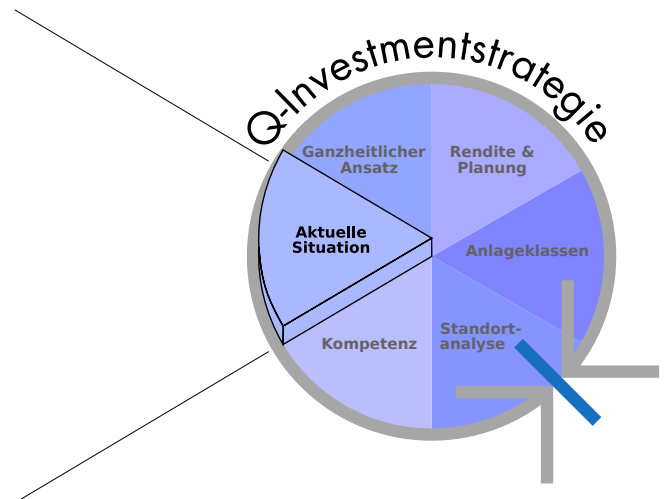 Q-Investmentstrategie
Ganzheitlicher
Ansatz
Rendite &
Planung
Aktuelle
Situation
Anlageklassen
Kompetenz
Standort-
analyse